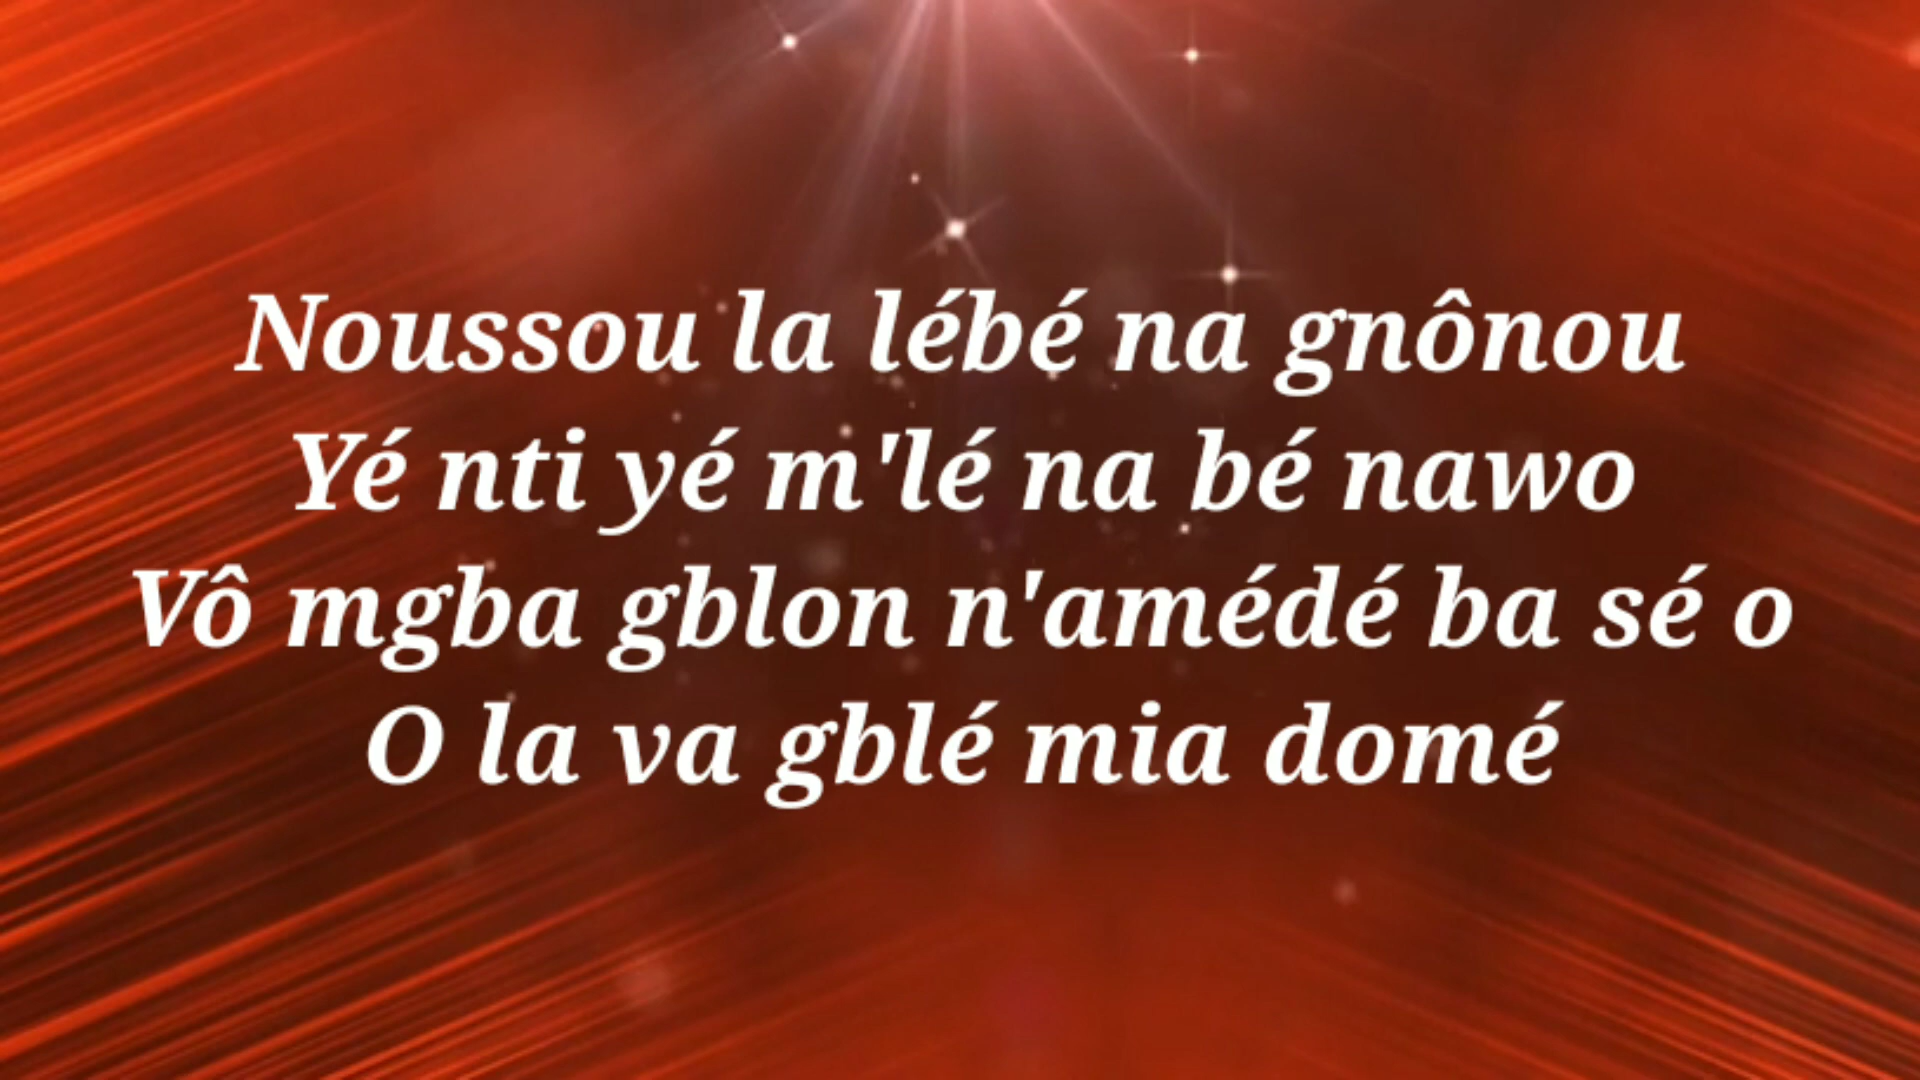 Noussou la lébé na gnônou
Yé nti yé m'lé na bé nawo
Vô mgba gblon n'amédé ba sé o
O la va gblé mia domé